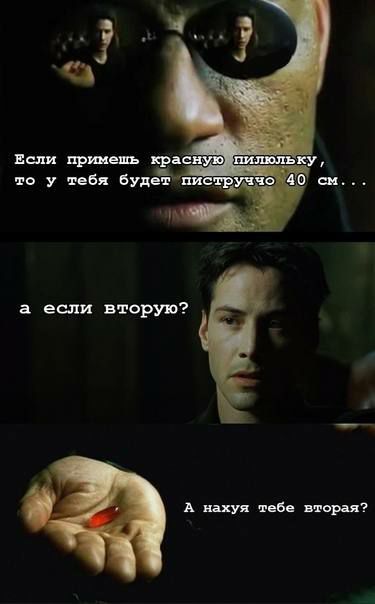 Если примешь красную пилюльку,
то у тебя будет пиструччо 40 см...
а если вторую?
А нахуя тебе вторая?